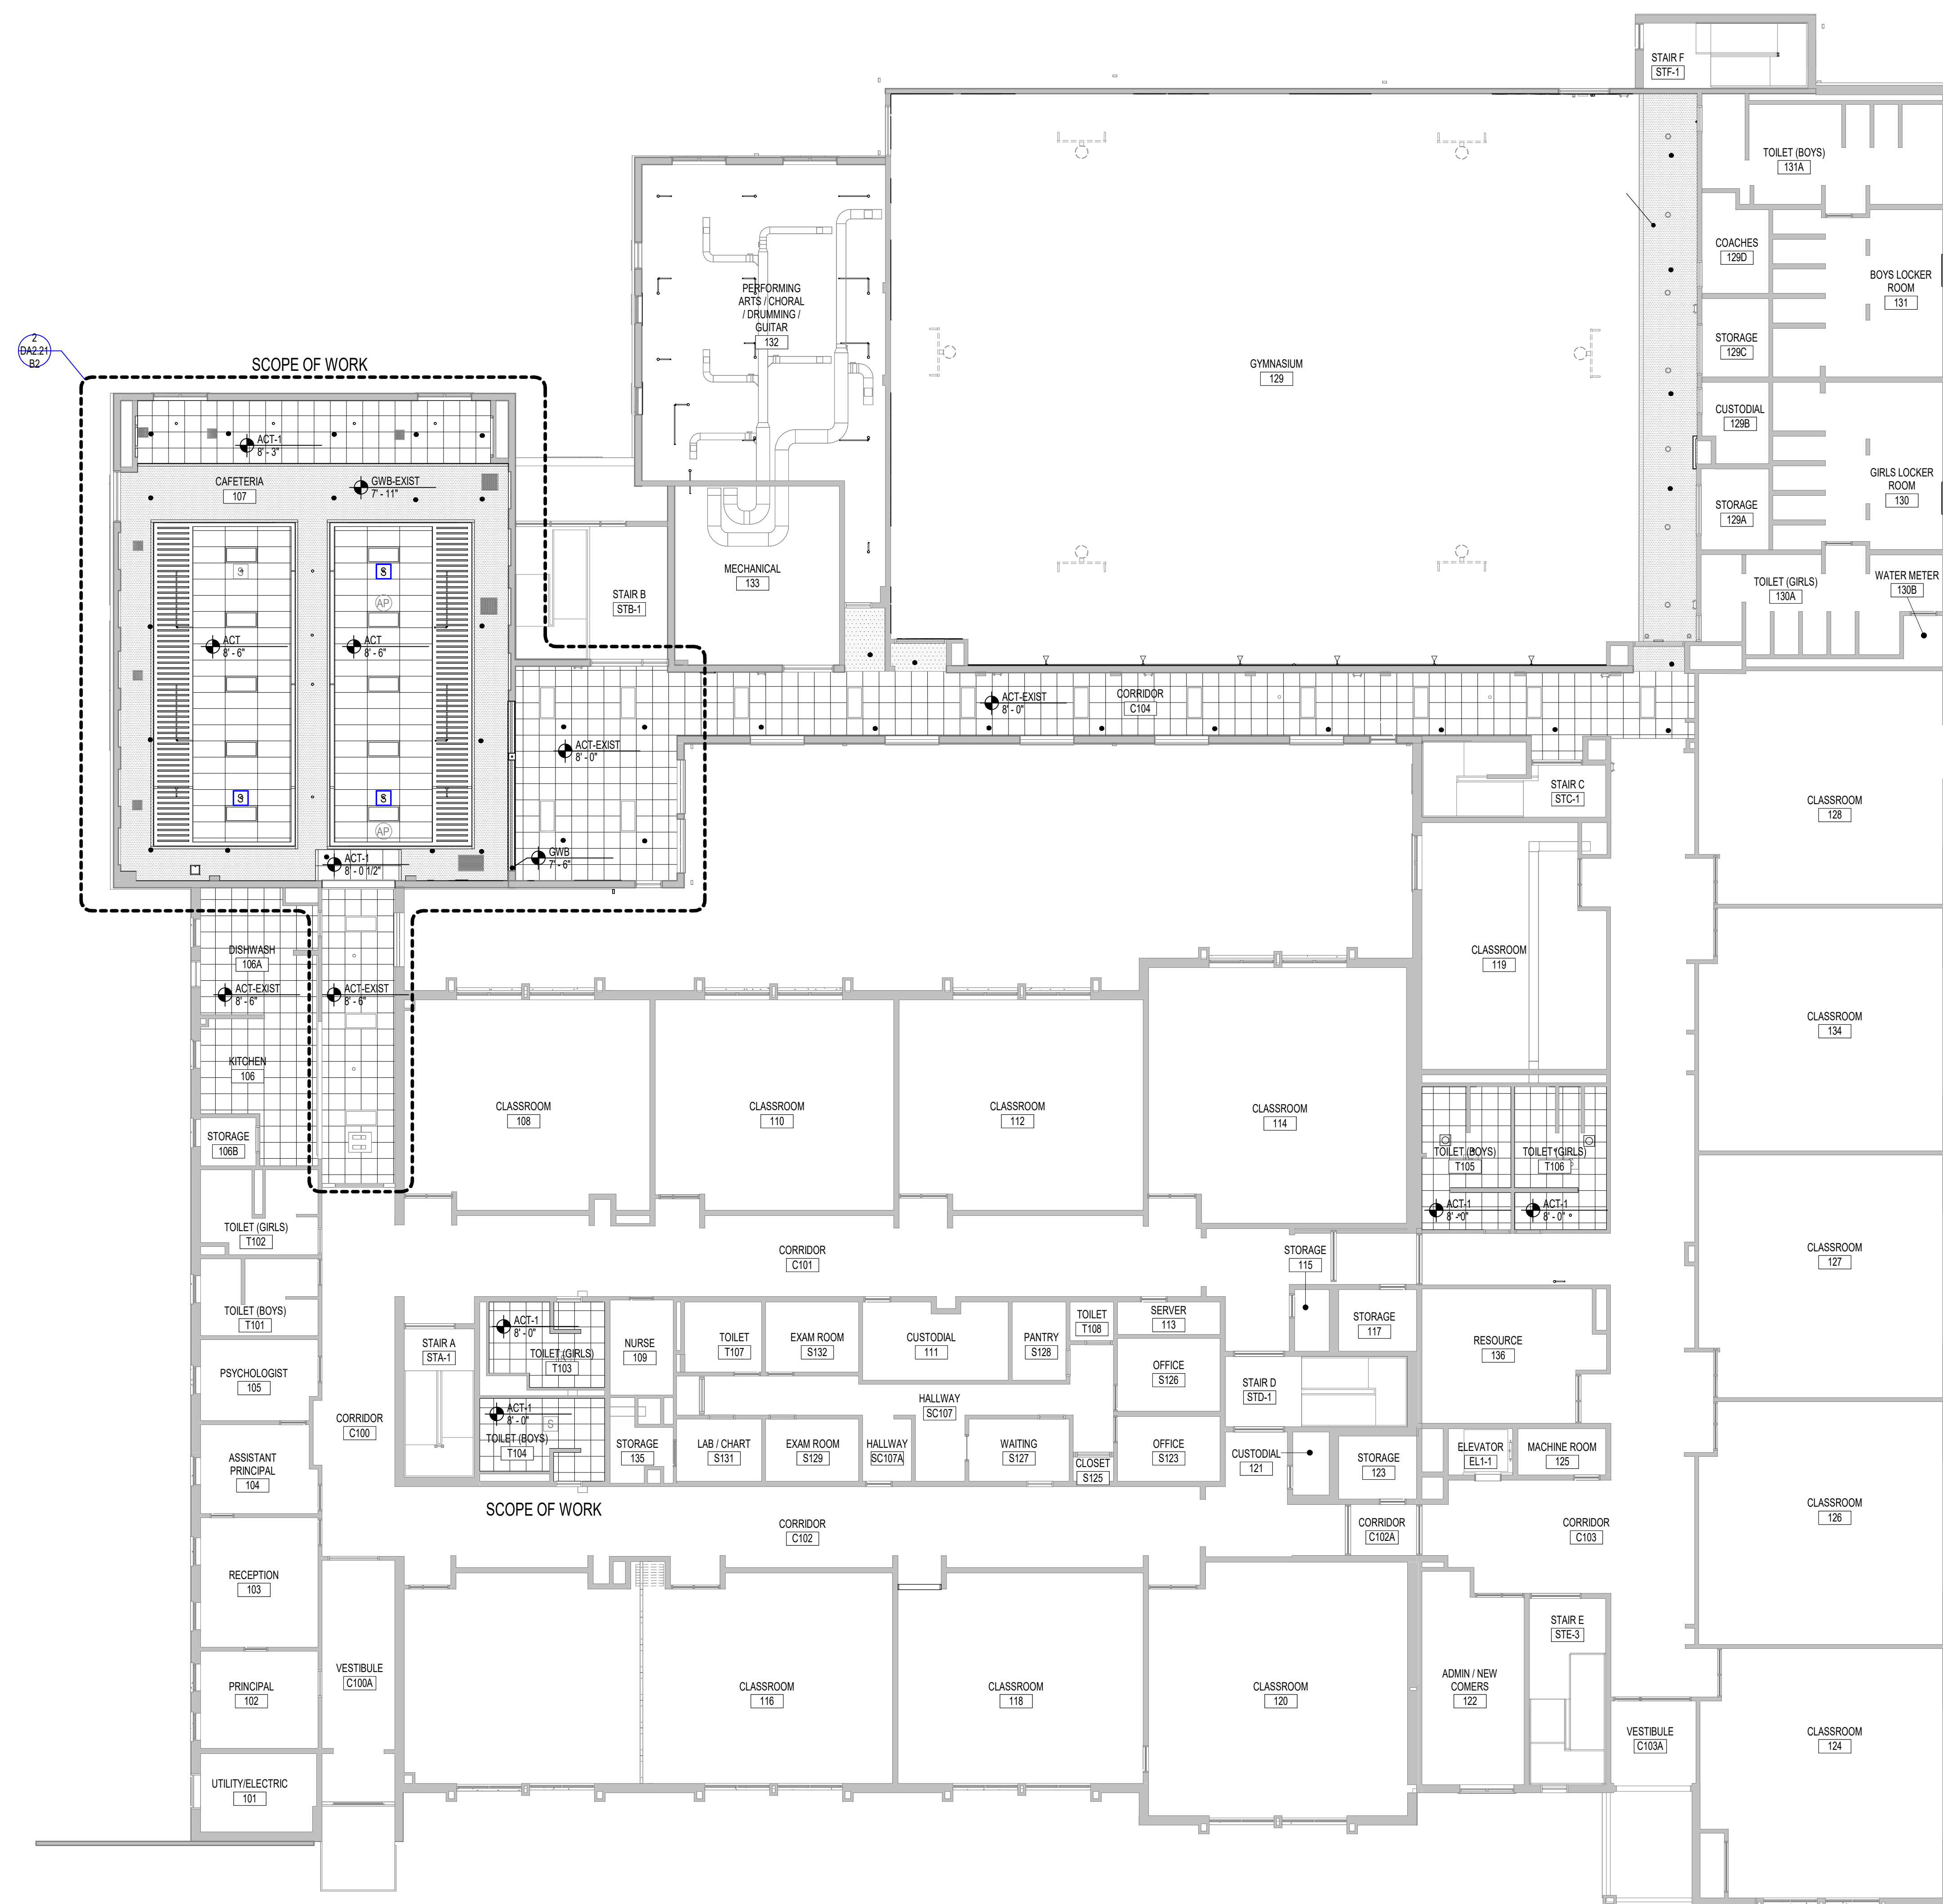 STAIR F
STF-1
TOILET (BOYS)
131A
COACHES
129D
BOYS LOCKER
ROOM
131
PERFORMING
ARTS / CHORAL
/ DRUMMING /
GUITAR
132
2
DA2.21
B2
SCOPE OF WORK
GYMNASIUM
129
STORAGE
129C
CUSTODIAL
129B
ACT-1
8' - 3"
CAFETERIA
107
GWB-EXIST
7' - 11"
GIRLS LOCKER
ROOM
130
STORAGE
129A
MECHANICAL
133
STAIR B
STB-1
S
S
AP
TOILET (GIRLS)
130A
WATER METER
130B
ACT
8' - 6"
ACT
8' - 6"
ACT-EXIST
8' - 0"
CORRIDOR
C104
ACT-EXIST
8' - 0"
S
S
AP
STAIR C
STC-1
CLASSROOM
128
ACT-1
8' - 0 1/2"
GWB
7' - 6"
DISHWASH
106A
ACT-EXIST
8' - 6"
ACT-EXIST
8' - 6"
CLASSROOM
119
CLASSROOM
134
KITCHEN
106
STORAGE
106B
CLASSROOM
108
CLASSROOM
110
CLASSROOM
112
CLASSROOM
114
TOILET (BOYS)
T105
TOILET (GIRLS)
T106
ACT-1
8' - 0"
ACT-1
8' - 0"
TOILET (GIRLS)
T102
CORRIDOR
C101
STORAGE
115
CLASSROOM
127
TOILET (BOYS)
T101
STAIR A
STA-1
ACT-1
8' - 0"
TOILET (GIRLS)
T103
NURSE
109
TOILET
T107
EXAM ROOM
S132
CUSTODIAL
111
PANTRY
S128
TOILET
T108
SERVER
113
STORAGE
117
RESOURCE
136
PSYCHOLOGIST
105
OFFICE
S126
STAIR D
STD-1
HALLWAY
SC107
CORRIDOR
C100
ACT-1
8' - 0"
S
TOILET (BOYS)
T104
STORAGE
135
LAB / CHART
S131
EXAM ROOM
S129
HALLWAY
SC107A
WAITING
S127
CLOSET
S125
OFFICE
S123
CUSTODIAL
121
STORAGE
123
ELEVATOR
EL1-1
MACHINE ROOM
125
ASSISTANT
PRINCIPAL
104
SCOPE OF WORK
CORRIDOR
C102
CORRIDOR
C102A
CORRIDOR
C103
CLASSROOM
126
RECEPTION
103
STAIR E
STE-3
VESTIBULE
C100A
PRINCIPAL
102
CLASSROOM
116
CLASSROOM
118
CLASSROOM
120
ADMIN / NEW
COMERS
122
VESTIBULE
C103A
CLASSROOM
124
UTILITY/ELECTRIC
101